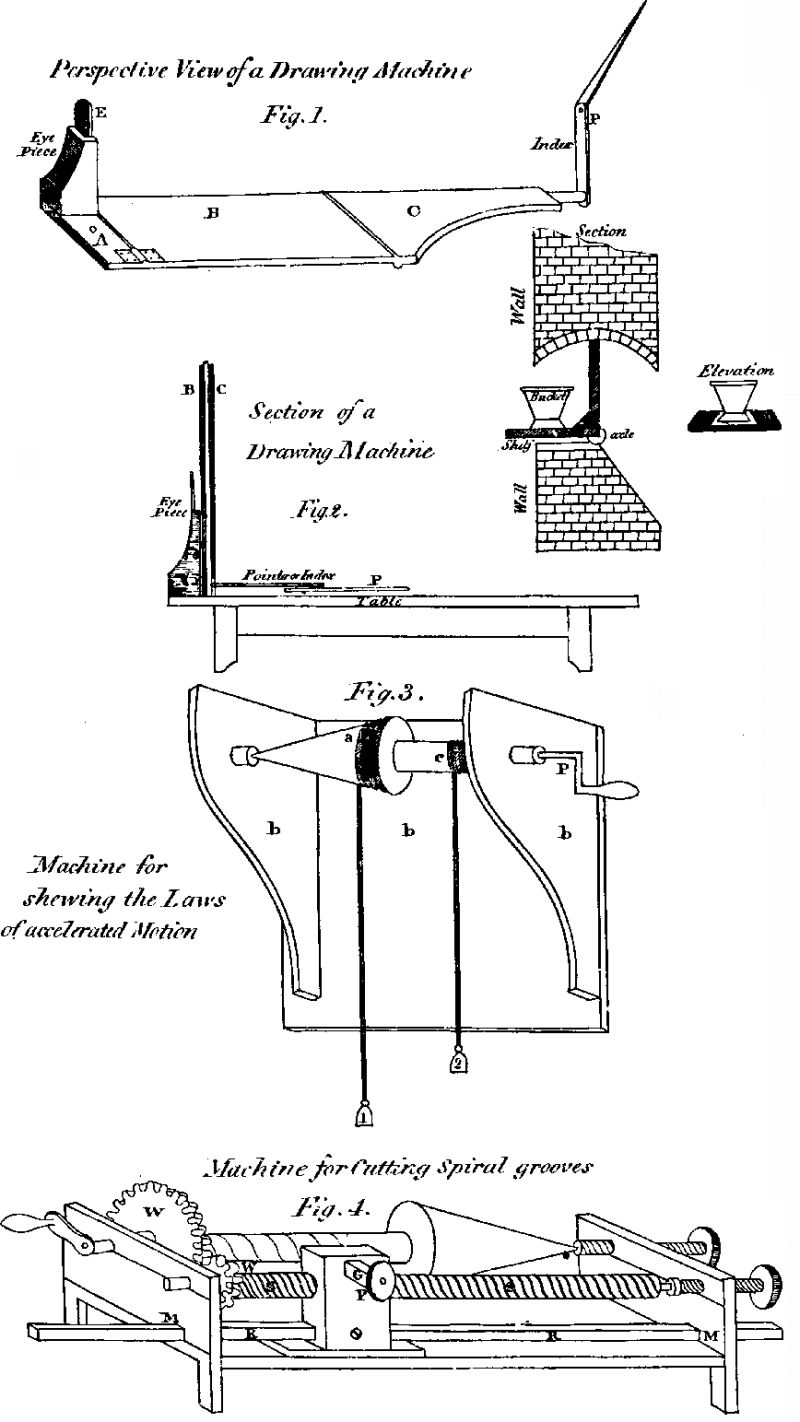 Perspective View of a Drawing Machine
Fig. 1.
E
Eye
Piece
P
Index
A
B
C
Section
Wall
Elevation
Bucket
Shelf
axle
Wall
B
C
Section of a
Drawing Machine
Fig 2.
Eye
Piece
Pointer or Index
P
Table
Fig. 3.
a
c
P
b
b
b
Machine for
shewing the Laws
of accelerated Motion
2
1
Machine for Cutting Spiral grooves
Fig. 4.
W
W
S
G
P
S
M
R
R
M